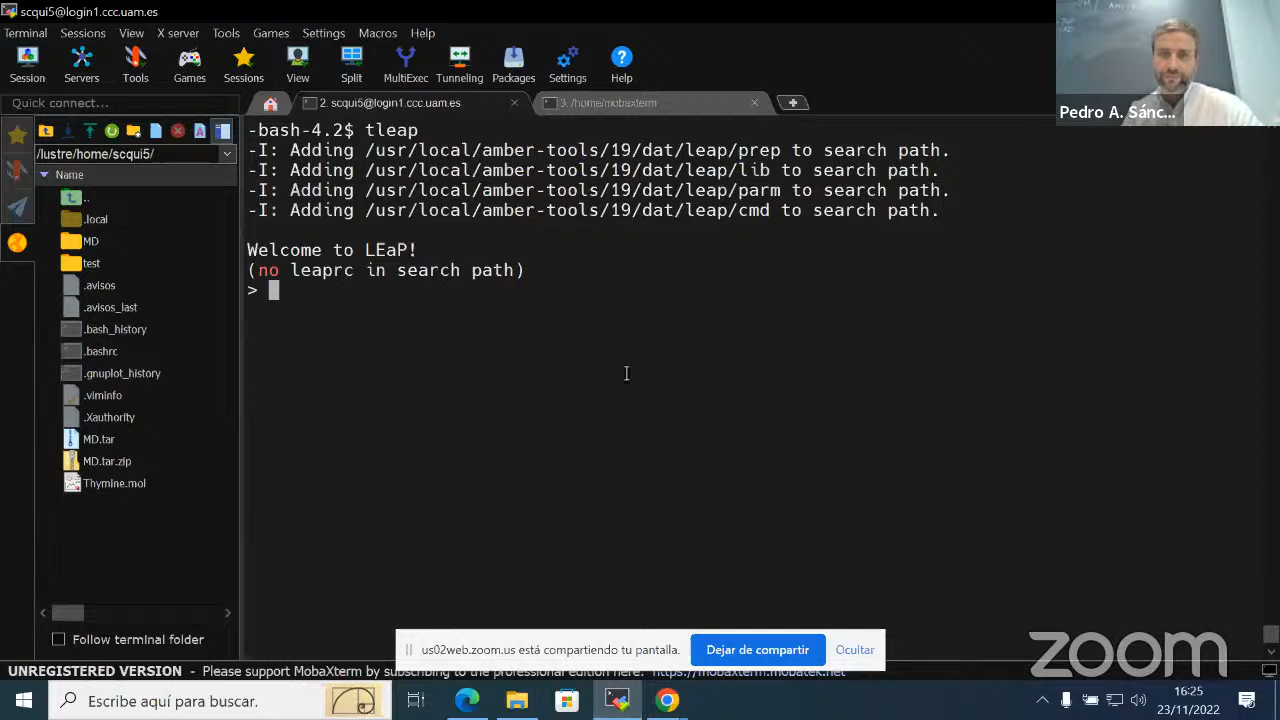 scqui5@login1.ccc.uam.es
Terminal Sessions View X server Tools Games Settings Macros Help
Session Servers Tools Games Sessions View Split MultiExec Tunneling Packages Settings Help
Pedro A. Sánc...
Quick connect...
2. scqui5@login1.ccc.uam.es
3. /home/mobaxterm
/lustre/home/scqui5/
Name
..
.local
MD
test
.avisos
.avisos_last
.bash_history
.bashrc
.gnuplot_history
.viminfo
.Xauthority
MD.tar
MD.tar.zip
Thymine.mol
Follow terminal folder
-bash-4.2$ tleap
-I: Adding /usr/local/amber-tools/19/dat/leap/prep to search path.
-I: Adding /usr/local/amber-tools/19/dat/leap/lib to search path.
-I: Adding /usr/local/amber-tools/19/dat/leap/parm to search path.
-I: Adding /usr/local/amber-tools/19/dat/leap/cmd to search path.
Welcome to LEaP!
(no leaprc in search path)
>
us02web.zoom.us está compartiendo tu pantalla. Dejar de compartir Ocultar
zoom
UNREGISTERED VERSION - Please support MobaXterm by subscribing to the professional edition here: https://mobaxterm.mobatek.net
Escribe aquí para buscar.
16:25
23/11/2022